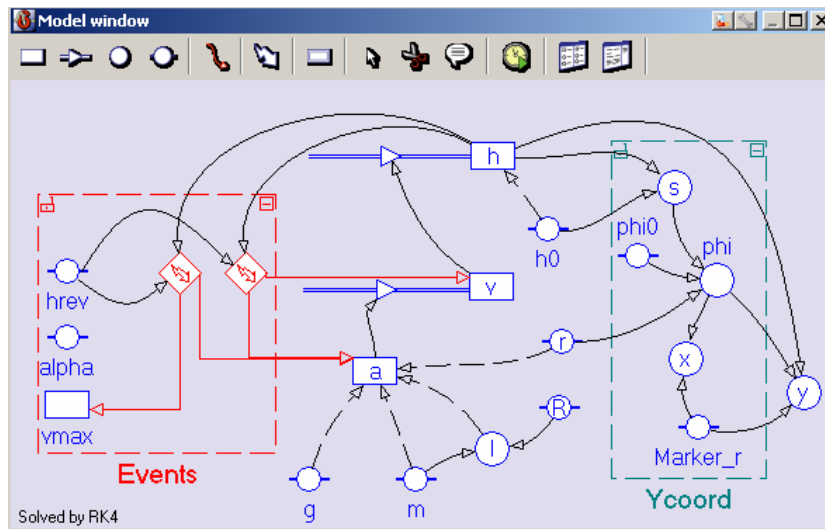 Model window
h
s
h0
phi0
phi
v
hrev
r
alpha
a
x
y
R
vmax
I
Marker_r
Events
g
m
Ycoord
Solved by RK4